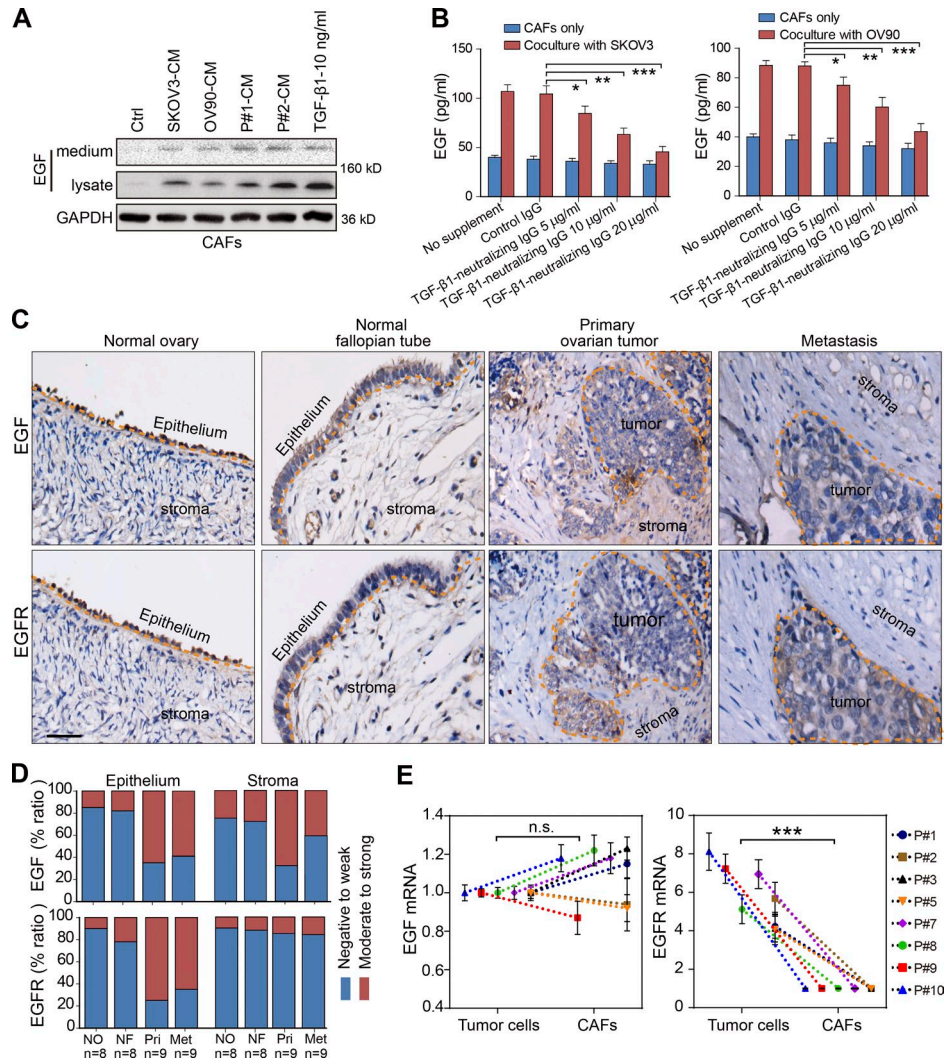 A
Ctrl
SKOV3-CM
OV90-CM
P#1-CM
P#2-CM
TGF-β1-10 ng/ml
EGF
medium
160 kD
lysate
GAPDH
36 kD
CAFs
B
CAFs only
Coculture with SKOV3
EGF (pg/ml)
150
100
50
0
* ** ***
No supplement
Control IgG
TGF-β1-neutralizing IgG 5 µg/ml
TGF-β1-neutralizing IgG 10 µg/ml
TGF-β1-neutralizing IgG 20 µg/ml
CAFs only
Coculture with OV90
EGF (pg/ml)
100
80
60
40
20
0
* ** ***
No supplement
Control IgG
TGF-β1-neutralizing IgG 5 µg/ml
TGF-β1-neutralizing IgG 10 µg/ml
TGF-β1-neutralizing IgG 20 µg/ml
C
Normal ovary
Normal
fallopian tube
Primary
ovarian tumor
Metastasis
EGF
Epithelium
stroma
Epithelium
stroma
tumor
stroma
stroma
tumor
EGFR
Epithelium
stroma
Epithelium
stroma
tumor
stroma
stroma
tumor
D
Epithelium Stroma
EGF (% ratio )
100
80
60
40
20
0
EGFR (% ratio )
100
80
60
40
20
0
NO NF Pri Met NO NF Pri Met
n=8 n=8 n=9 n=9 n=8 n=8 n=9 n=9
Negative to weak
Moderate to strong
E
EGF mRNA
1.4
1.2
1.0
0.8
0.6
0.4
n.s.
Tumor cells CAFs
EGFR mRNA
10
8
6
4
2
0
***
Tumor cells CAFs
P#1
P#2
P#3
P#5
P#7
P#8
P#9
P#10